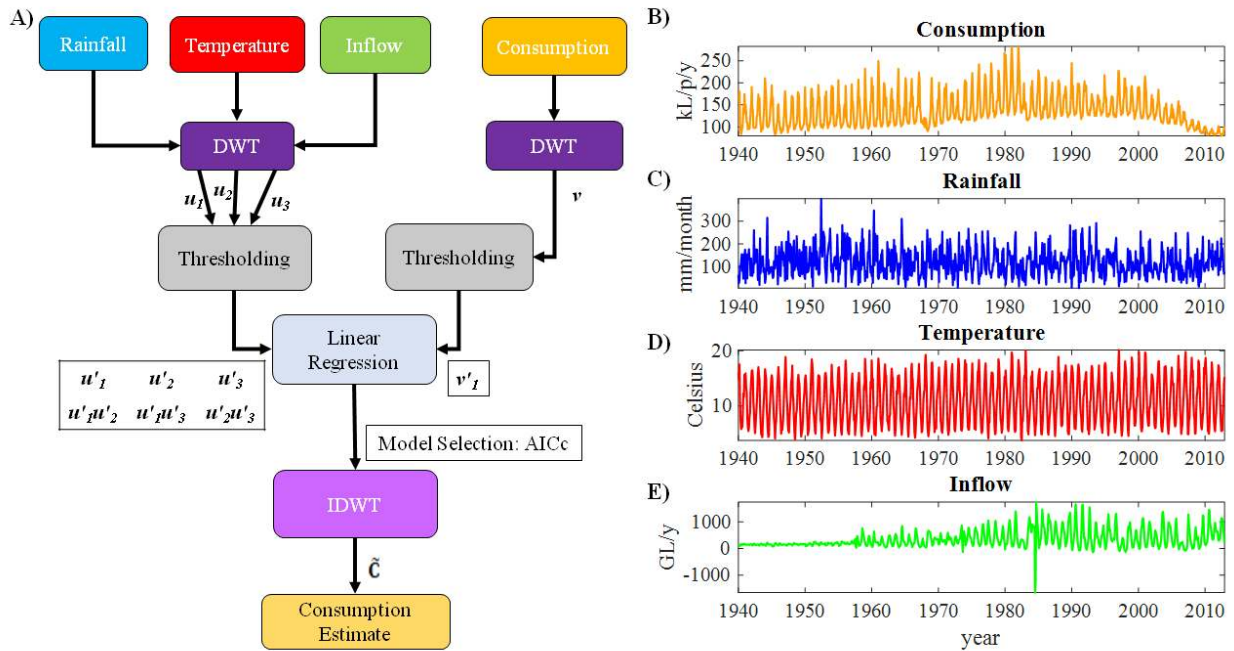 A)
Rainfall
Temperature
Inflow
Consumption
DWT
DWT
u1
u2
u3
v
Thresholding
Thresholding
Linear
Regression
u'1 u'2 u'3
u'1u'2 u'1u'3 u'2u'3
v'1
Model Selection: AICc
IDWT
C̃
Consumption
Estimate
B)
Consumption
kL/p/y
250
200
150
100
1940 1950 1960 1970 1980 1990 2000 2010
C)
Rainfall
mm/month
300
200
100
1940 1950 1960 1970 1980 1990 2000 2010
D)
Temperature
Celsius
20
10
1940 1950 1960 1970 1980 1990 2000 2010
E)
Inflow
GL/y
1000
0
-1000
1940 1950 1960 1970 1980 1990 2000 2010
year